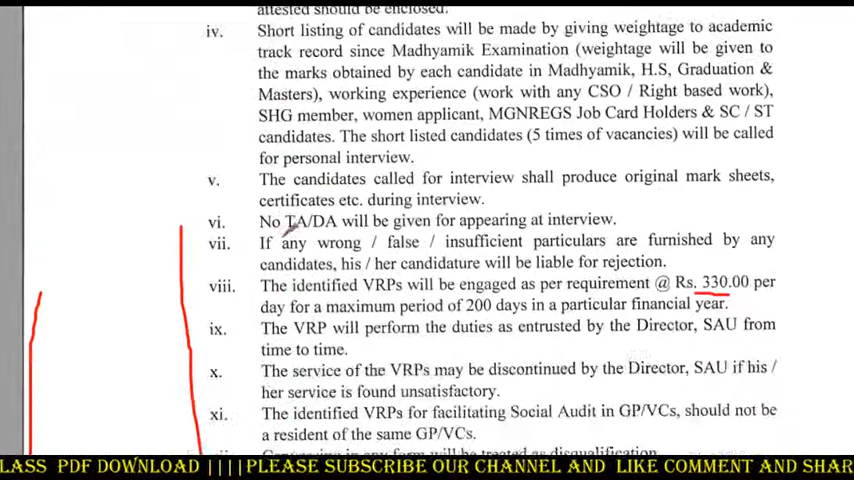 attested should be enclosed.
iv. Short listing of candidates will be made by giving weightage to academic
track record since Madhyamik Examination (weightage will be given to
the marks obtained by each candidate in Madhyamik, H.S, Graduation &
Masters), working experience (work with any CSO / Right based work),
SHG member, women applicant, MGNREGS Job Card Holders & SC / ST
candidates. The short listed candidates (5 times of vacancies) will be called
for personal interview.
v. The candidates called for interview shall produce original mark sheets,
certificates etc. during interview.
vi. No TA/DA will be given for appearing at interview.
vii. If any wrong / false / insufficient particulars are furnished by any
candidates, his / her candidature will be liable for rejection.
viii. The identified VRPs will be engaged as per requirement @ Rs. 330.00 per
day for a maximum period of 200 days in a particular financial year.
ix. The VRP will perform the duties as entrusted by the Director, SAU from
time to time.
x. The service of the VRPs may be discontinued by the Director, SAU if his /
her service is found unsatisfactory.
xi. The identified VRPs for facilitating Social Audit in GP/VCs, should not be
a resident of the same GP/VCs.
in any form will be treated as disqualification
LASS PDF DOWNLOAD ||||PLEASE SUBSCRIBE OUR CHANNEL AND LIKE COMMENT AND SHAR